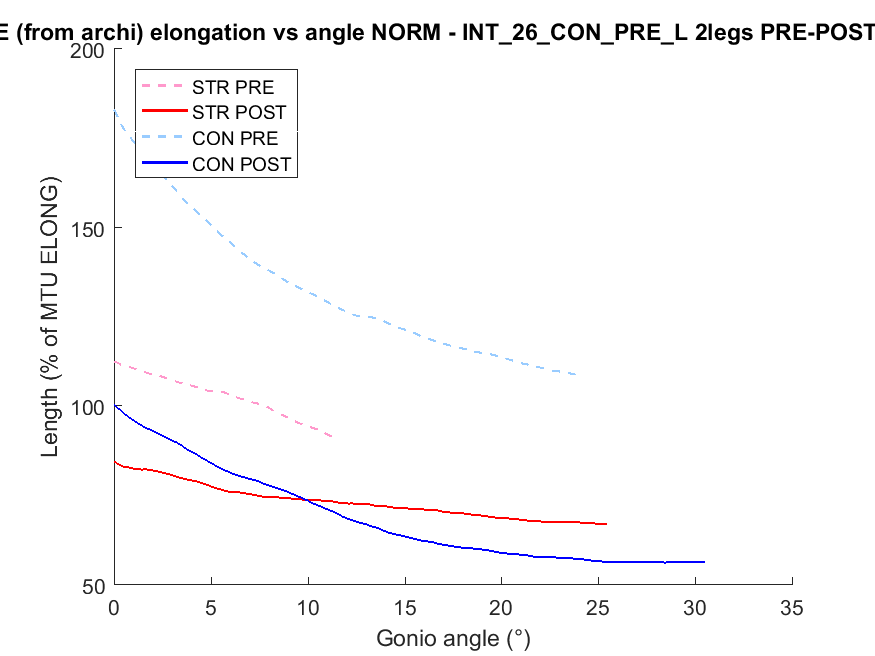 E (from archi) elongation vs angle NORM - INT_26_CON_PRE_L 2legs PRE-POST
200
150
100
50
Length (% of MTU ELONG)
STR PRE
STR POST
CON PRE
CON POST
0 5 10 15 20 25 30 35
Gonio angle (°)